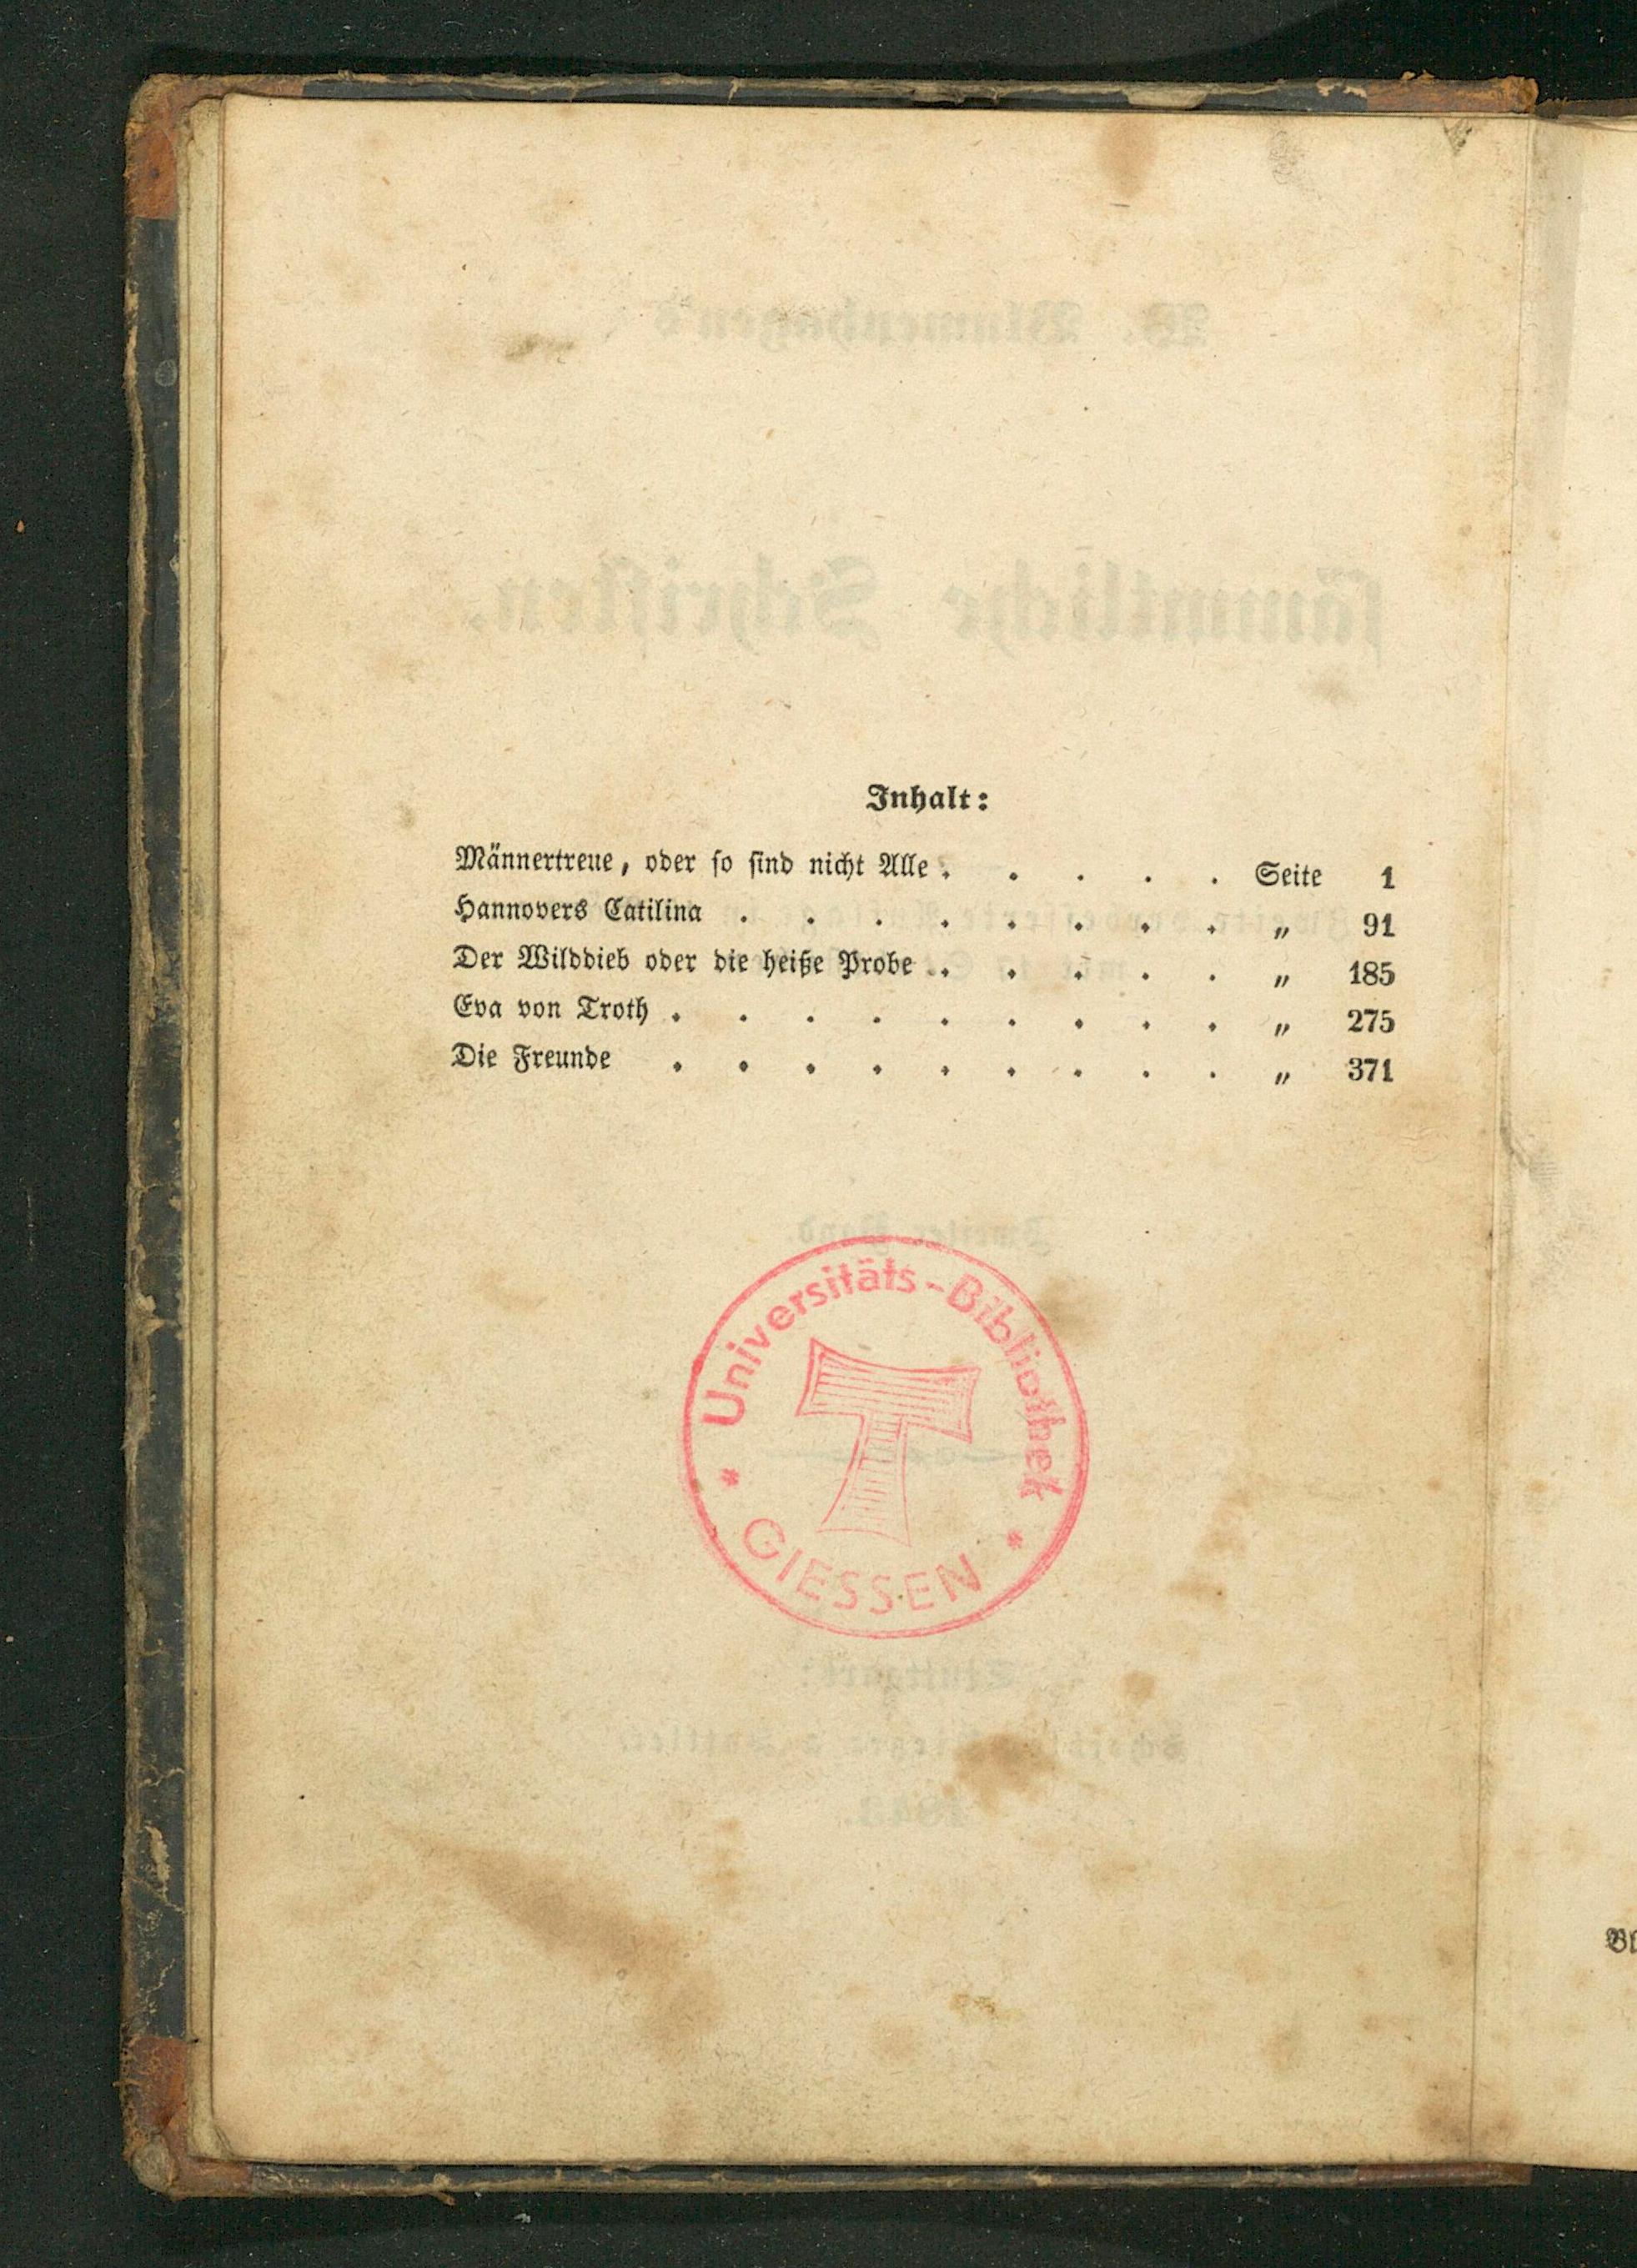 Inhalt:
Männertreue, oder so sind nicht Alle . . . . . Seite 1
Hannovers Catilina . . . . . . . . „ 91
Der Wilddieb oder die heiße Probe . . . . . „ 185
Eva von Troth . . . . . . . . . „ 275
Die Freunde . . . . . . . . . „ 371
Universitäts-Bibliothek
* GIESSEN *